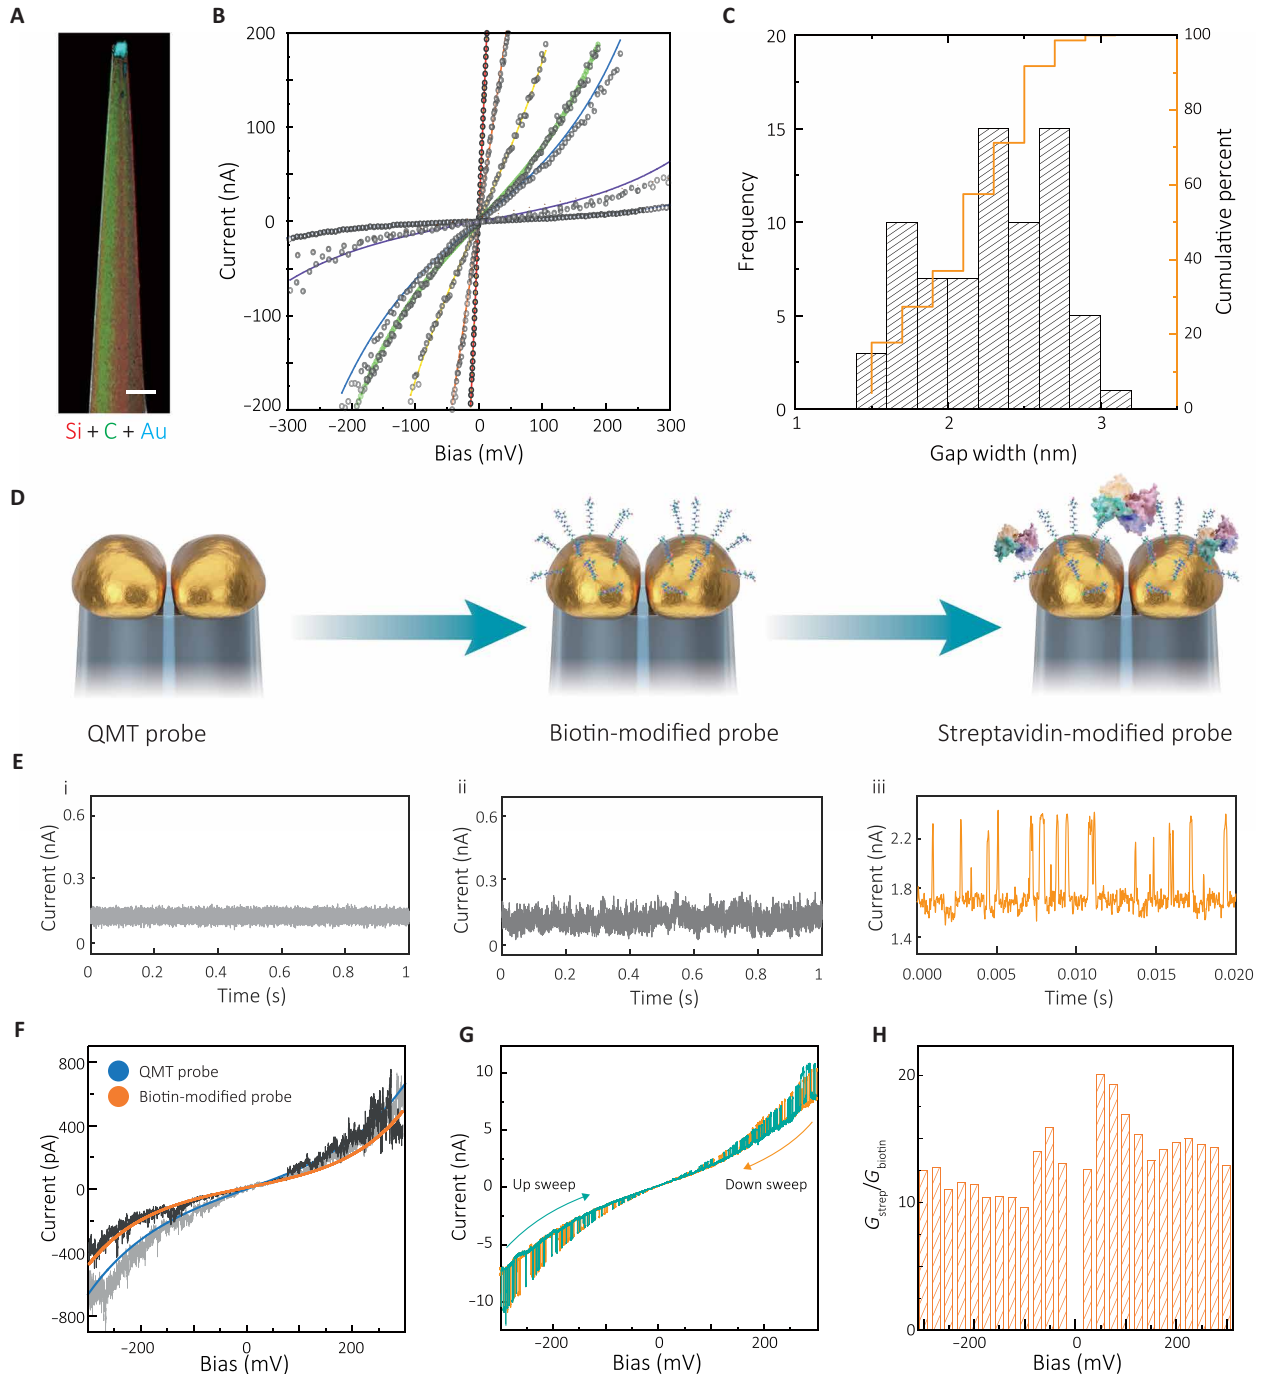 A
Si + C + Au
B
200
100
0
−100
−200
Current (nA)
−300
−200
−100
0
100
200
300
Bias (mV)
C
20
15
10
5
0
Frequency
100
80
60
40
20
0
Cumulative percent
1
2
3
Gap width (nm)
D
QMT probe
Biotin-modified probe
Streptavidin-modified probe
E
i
0.6
0.3
0
Current (nA)
0
0.2
0.4
0.6
0.8
1
Time (s)
ii
0.6
0.3
0
Current (nA)
0
0.2
0.4
0.6
0.8
1
Time (s)
iii
2.2
1.8
1.4
Current (nA)
0.000
0.005
0.010
0.015
0.020
Time (s)
F
800
400
0
−400
−800
Current (pA)
QMT probe
Biotin-modified probe
−200
0
200
Bias (mV)
G
10
5
0
−5
−10
Current (nA)
Up sweep
Down sweep
−200
0
200
Bias (mV)
H
20
10
0
Gstrep/Gbiotin
−200
0
200
Bias (mV)